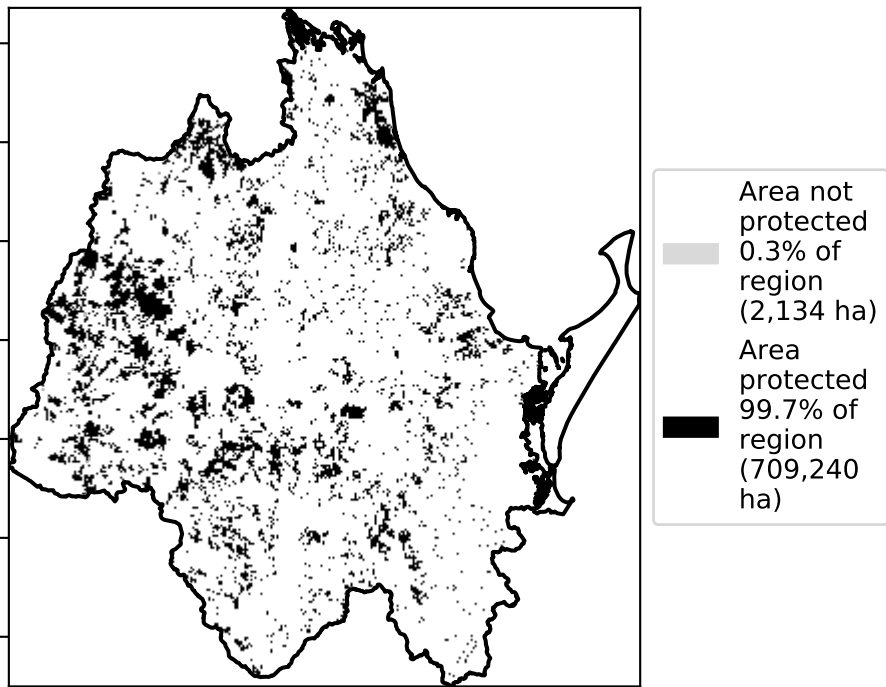 Area not
protected
0.3% of
region
(2,134 ha)
Area
protected
99.7% of
region
(709,240
ha)